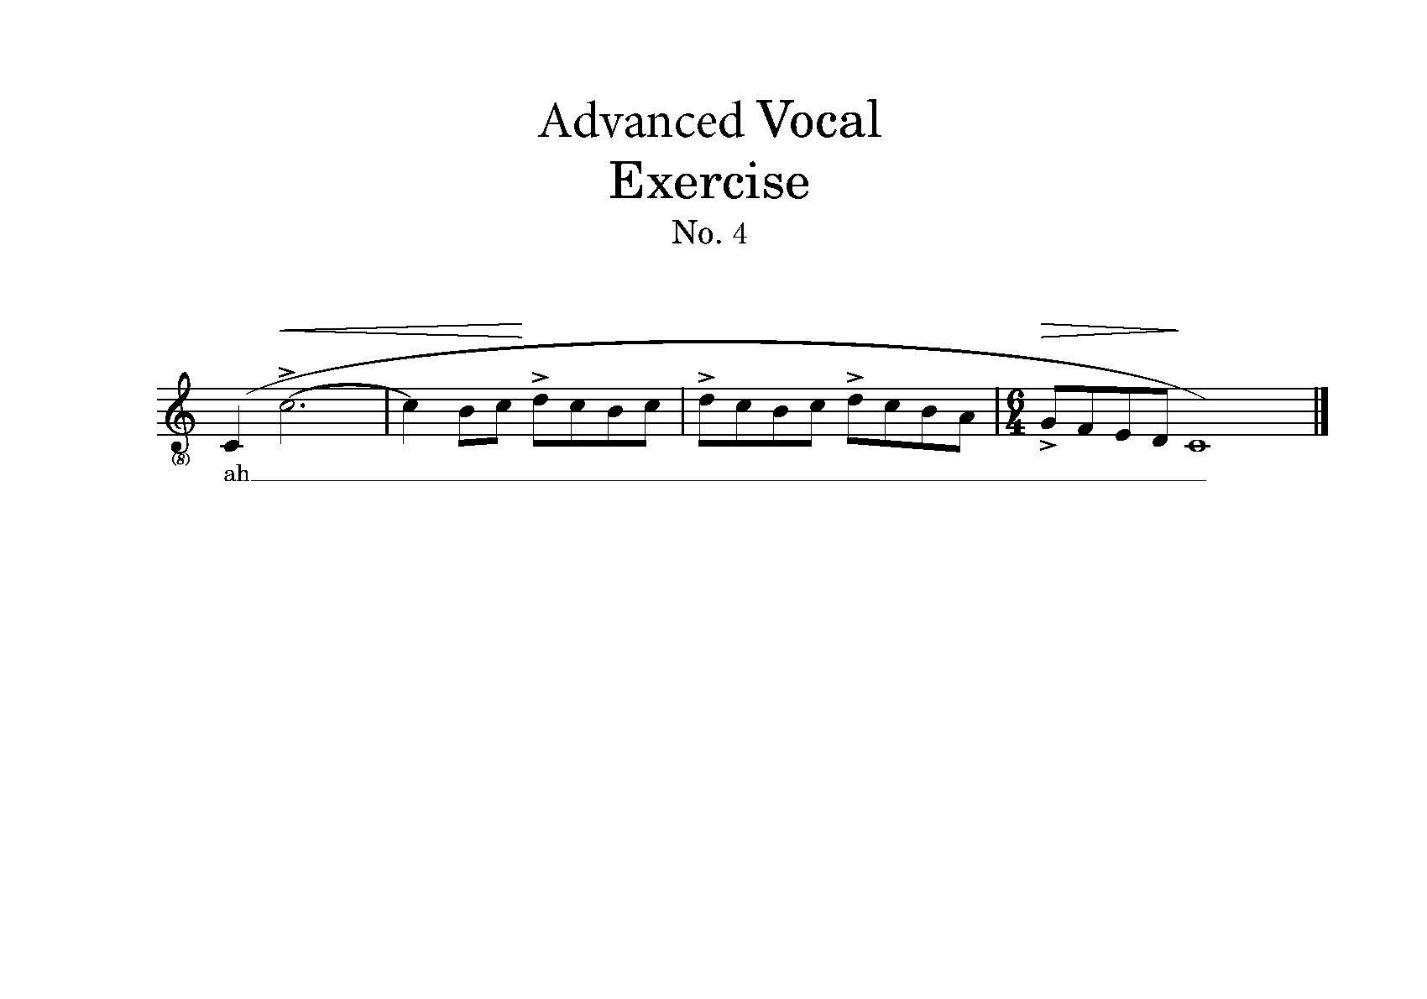 Advanced Vocal
Exercise
No. 4
6
4
(8)
ah